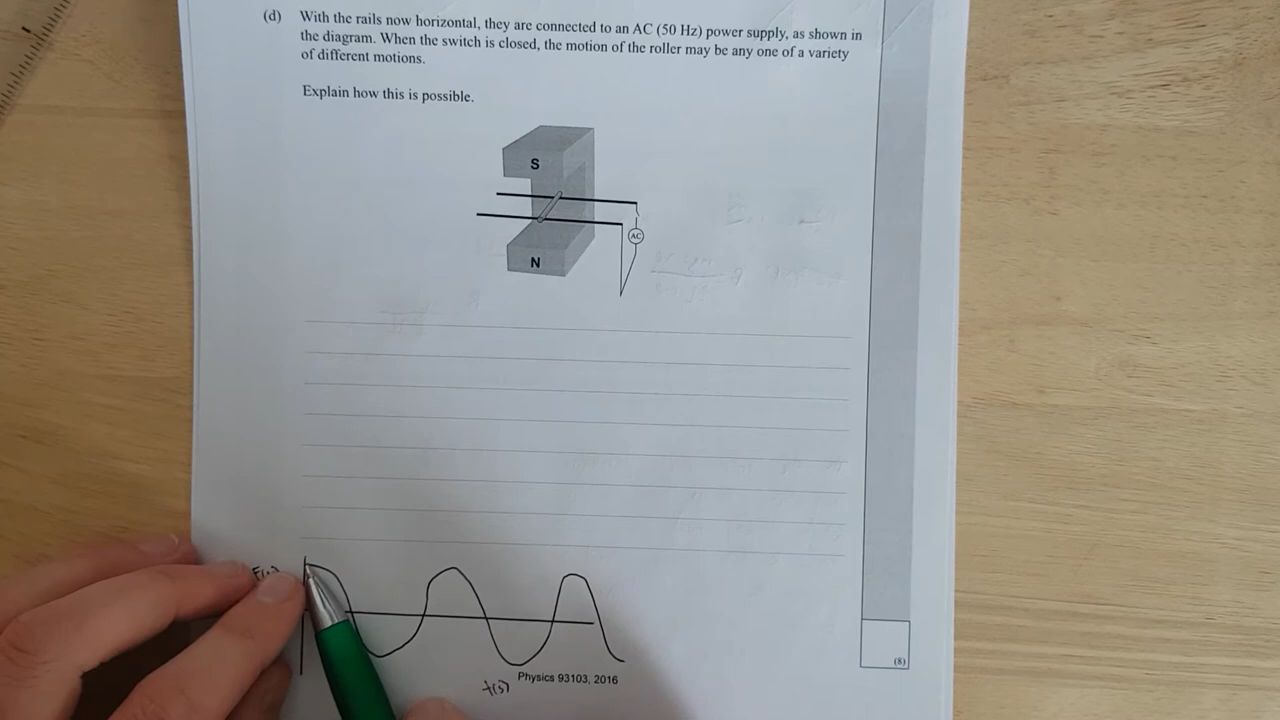 (d) With the rails now horizontal, they are connected to an AC (50 Hz) power supply, as shown in
the diagram. When the switch is closed, the motion of the roller may be any one of a variety
of different motions.
Explain how this is possible.
S
AC
N
t(s)
Physics 93103, 2016
(8)